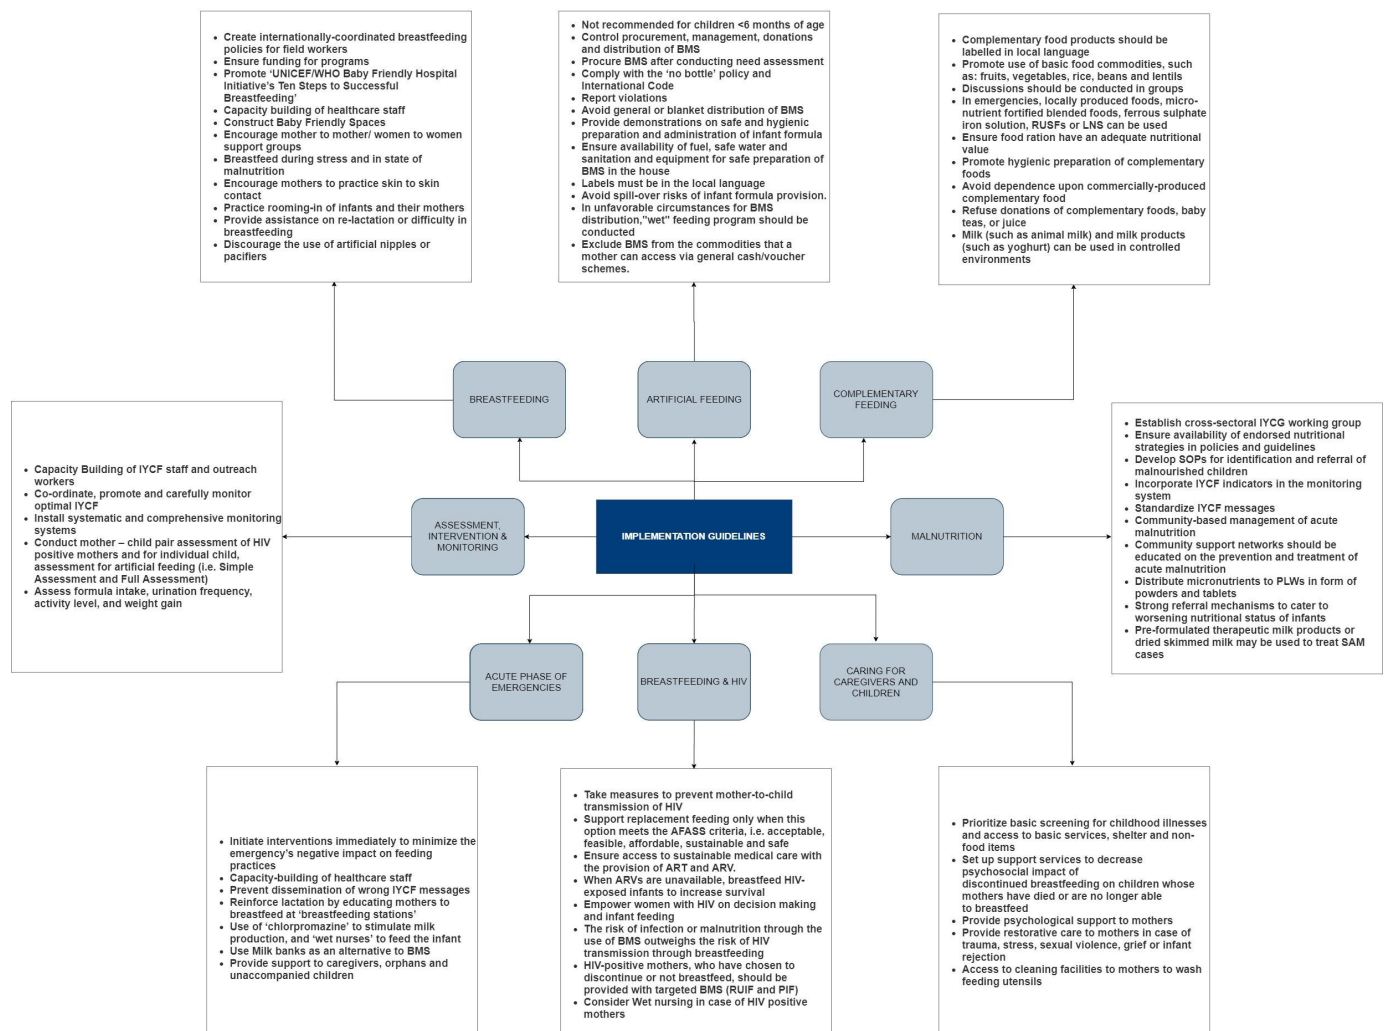 • Create internationally-coordinated breastfeeding
policies for field workers
• Ensure funding for programs
• Promote ‘UNICEF/WHO Baby Friendly Hospital
Initiative’s Ten Steps to Successful
Breastfeeding’
• Capacity building of healthcare staff
• Construct Baby Friendly Spaces
• Encourage mother to mother/ women to women
support groups
• Breastfeed during stress and in state of
malnutrition
• Encourage mothers to practice skin to skin
contact
• Practice rooming-in of infants and their mothers
• Provide assistance on re-lactation or difficulty in
breastfeeding
• Discourage the use of artificial nipples or
pacifiers
• Not recommended for children <6 months of age
• Control procurement, management, donations
and distribution of BMS
• Procure BMS after conducting need assessment
• Comply with the ‘no bottle’ policy and
International Code
• Report violations
• Avoid general or blanket distribution of BMS
• Provide demonstrations on safe and hygienic
preparation and administration of infant formula
• Ensure availability of fuel, safe water and
sanitation and equipment for safe preparation of
BMS in the house
• Labels must be in the local language
• Avoid spill-over risks of infant formula provision.
• In unfavorable circumstances for BMS
distribution,"wet" feeding program should be
conducted
• Exclude BMS from the commodities that a
mother can access via general cash/voucher
schemes.
• Complementary food products should be
labelled in local language
• Promote use of basic food commodities, such
as: fruits, vegetables, rice, beans and lentils
• Discussions should be conducted in groups
• In emergencies, locally produced foods, micro-
nutrient fortified blended foods, ferrous sulphate
iron solution, RUSFs or LNS can be used
• Ensure food ration have an adequate nutritional
value
• Promote hygienic preparation of complementary
foods
• Avoid dependence upon commercially-produced
complementary food
• Refuse donations of complementary foods, baby
teas, or juice
• Milk (such as animal milk) and milk products
(such as yoghurt) can be used in controlled
environments
BREASTFEEDING
ARTIFICIAL FEEDING
COMPLEMENTARY
FEEDING
• Capacity Building of IYCF staff and outreach
workers
• Co-ordinate, promote and carefully monitor
optimal IYCF
• Install systematic and comprehensive monitoring
systems
• Conduct mother – child pair assessment of HIV
positive mothers and for individual child,
assessment for artificial feeding (i.e. Simple
Assessment and Full Assessment)
• Assess formula intake, urination frequency,
activity level, and weight gain
ASSESSMENT,
INTERVENTION &
MONITORING
IMPLEMENTATION GUIDELINES
MALNUTRITION
• Establish cross-sectoral IYCG working group
• Ensure availability of endorsed nutritional
strategies in policies and guidelines
• Develop SOPs for identification and referral of
malnourished children
• Incorporate IYCF indicators in the monitoring
system
• Standardize IYCF messages
• Community-based management of acute
malnutrition
• Community support networks should be
educated on the prevention and treatment of
acute malnutrition
• Distribute micronutrients to PLWs in form of
powders and tablets
• Strong referral mechanisms to cater to
worsening nutritional status of infants
• Pre-formulated therapeutic milk products or
dried skimmed milk may be used to treat SAM
cases
ACUTE PHASE OF
EMERGENCIES
BREASTFEEDING & HIV
CARING FOR
CAREGIVERS AND
CHILDREN
• Initiate interventions immediately to minimize the
emergency’s negative impact on feeding
practices
• Capacity-building of healthcare staff
• Prevent dissemination of wrong IYCF messages
• Reinforce lactation by educating mothers to
breastfeed at ‘breastfeeding stations’
• Use of ‘chlorpromazine’ to stimulate milk
production, and ‘wet nurses’ to feed the infant
• Use Milk banks as an alternative to BMS
• Provide support to caregivers, orphans and
unaccompanied children
• Take measures to prevent mother-to-child
transmission of HIV
• Support replacement feeding only when this
option meets the AFASS criteria, i.e. acceptable,
feasible, affordable, sustainable and safe
• Ensure access to sustainable medical care with
the provision of ART and ARV.
• When ARVs are unavailable, breastfeed HIV-
exposed infants to increase survival
• Empower women with HIV on decision making
and infant feeding
• The risk of infection or malnutrition through the
use of BMS outweighs the risk of HIV
transmission through breastfeeding
• HIV-positive mothers, who have chosen to
discontinue or not breastfeed, should be
provided with targeted BMS (RUIF and PIF)
• Consider Wet nursing in case of HIV positive
mothers
• Prioritize basic screening for childhood illnesses
and access to basic services, shelter and non-
food items
• Set up support services to decrease
psychosocial impact of
discontinued breastfeeding on children whose
mothers have died or are no longer able
to breastfeed
• Provide psychological support to mothers
• Provide restorative care to mothers in case of
trauma, stress, sexual violence, grief or infant
rejection
• Access to cleaning facilities to mothers to wash
feeding utensils